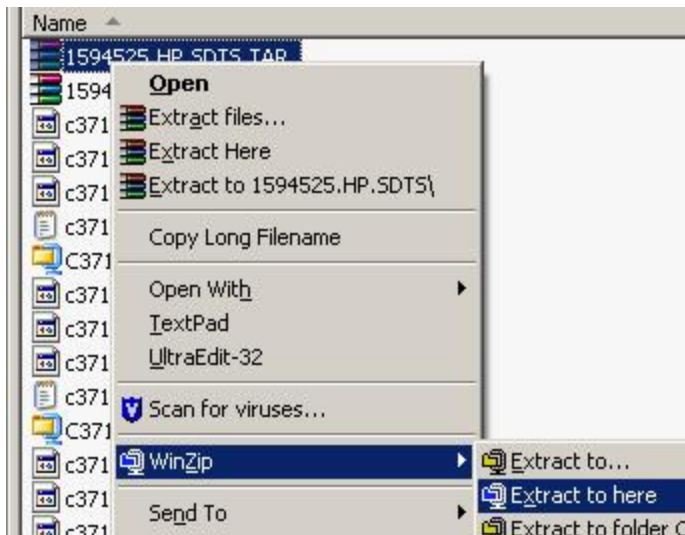 Name
1594525.HP.SDTS.TAR
1594
c371
c371
c371
c371
C371
c371
c371
c371
c371
C371
c371
c371
c371
Open
Extract files...
Extract Here
Extract to 1594525.HP.SDTS\
Copy Long Filename
Open With
TextPad
UltraEdit-32
Scan for viruses...
WinZip
Send To
Extract to...
Extract to here
Extract to folder C